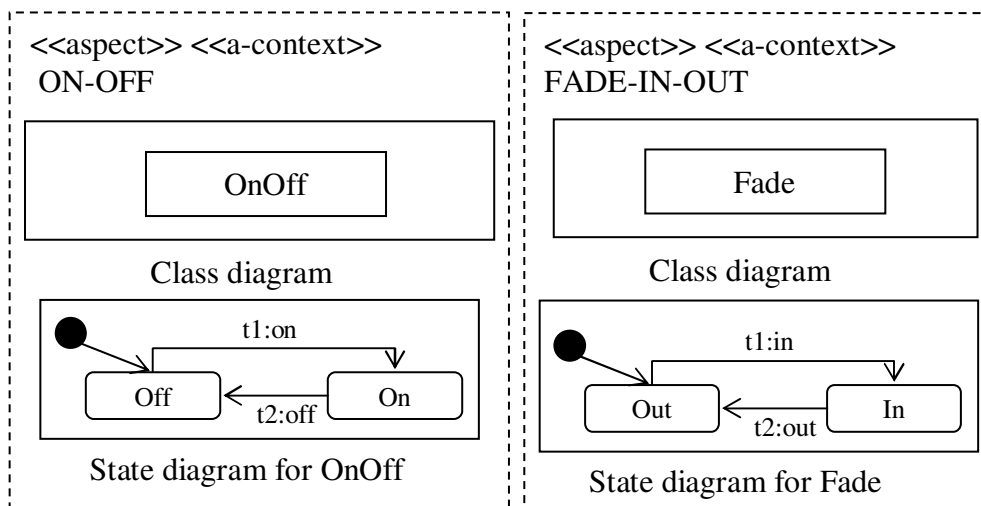 <<aspect>> <<a-context>>
ON-OFF
OnOff
Class diagram
t1:on
Off
On
t2:off
State diagram for OnOff
<<aspect>> <<a-context>>
FADE-IN-OUT
Fade
Class diagram
t1:in
Out
In
t2:out
State diagram for Fade